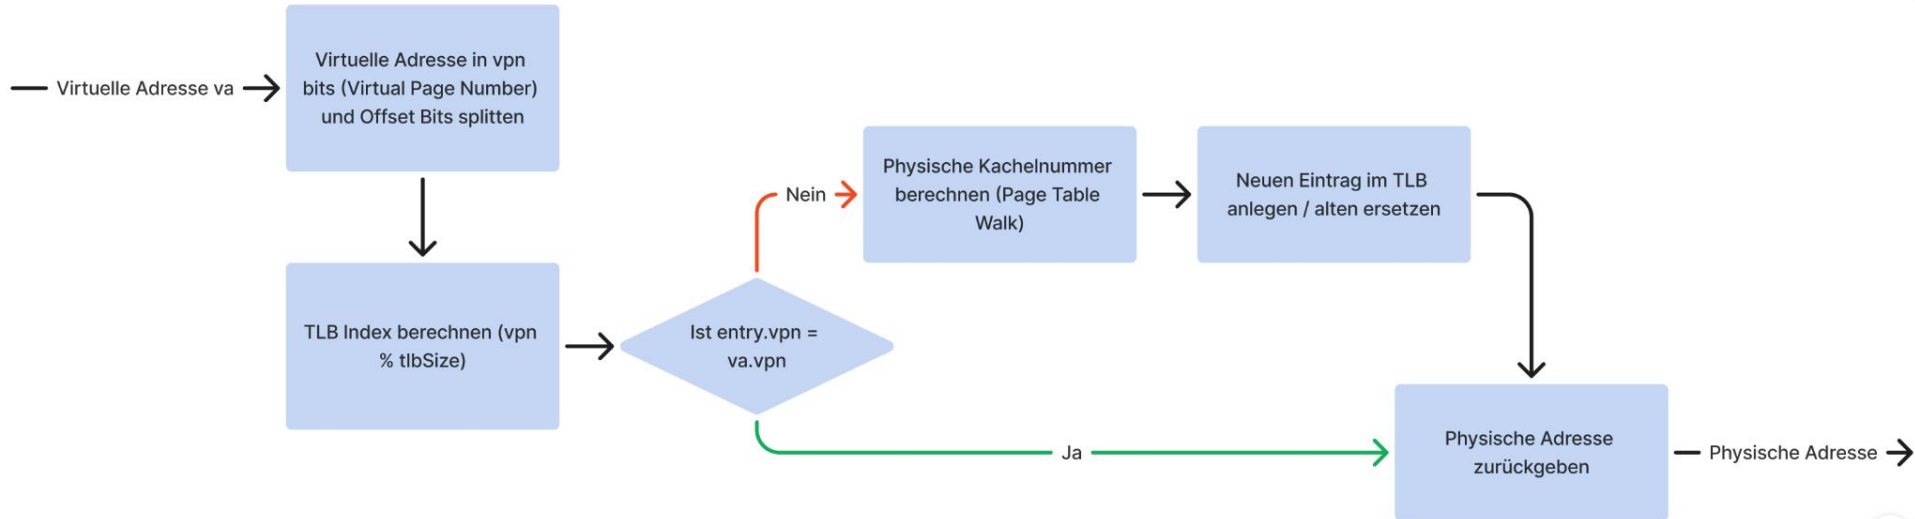 Virtuelle Adresse va
Virtuelle Adresse in vpn
bits (Virtual Page Number)
und Offset Bits splitten
TLB Index berechnen (vpn
% tlbSize)
Ist entry.vpn =
va.vpn
Nein
Physische Kachelnummer
berechnen (Page Table
Walk)
Neuen Eintrag im TLB
anlegen / alten ersetzen
Ja
Physische Adresse
zurückgeben
Physische Adresse